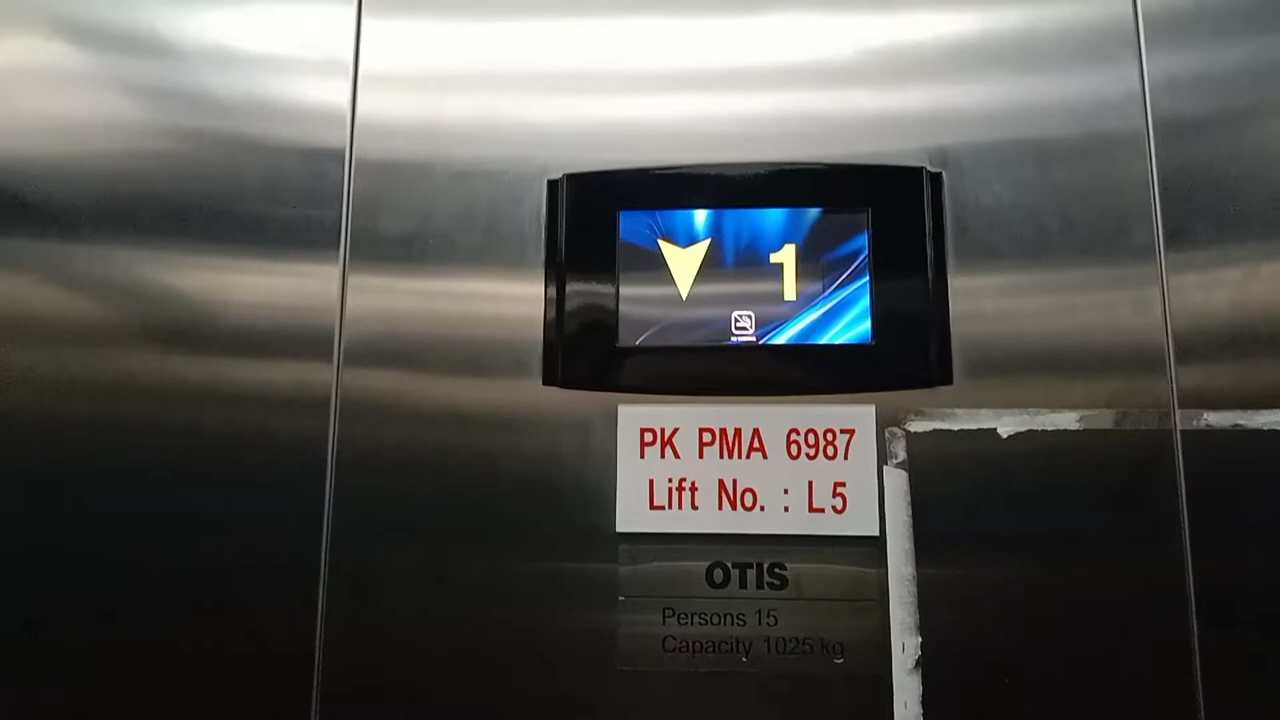 1
PK PMA 6987
Lift No. : L5
OTIS
Persons 15
Capacity 1025 kg